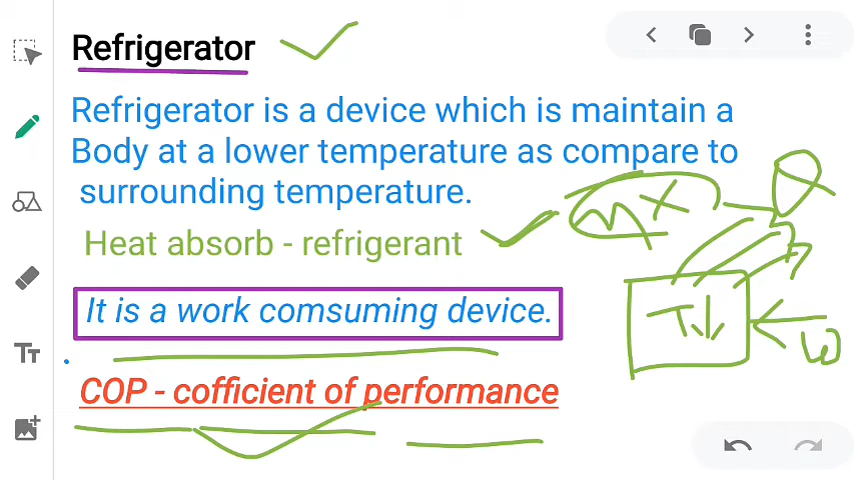 Refrigerator
Refrigerator is a device which is maintain a
Body at a lower temperature as compare to
surrounding temperature.
Heat absorb - refrigerant
It is a work comsuming device.
COP - cofficient of performance
T↓
W
Tт